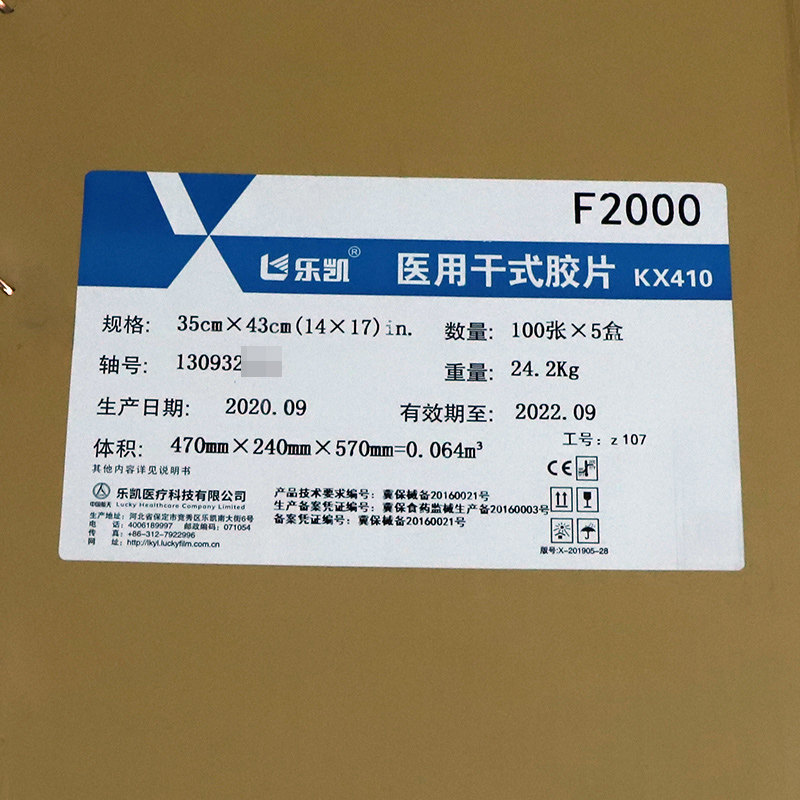 F2000
乐凯® 医用干式胶片 KX410
规格: 35cm×43cm(14×17)in. 数量: 100张×5盒
轴号: 130932 重量: 24.2Kg
生产日期: 2020.09 有效期至: 2022.09
体积: 470mm×240mm×570mm=0.064m³ 工号: z 107
其他内容详见说明书
CE
中国航天
乐凯医疗科技有限公司
Lucky Healthcare Company Limited
生产地址: 河北省保定市竞秀区乐凯南大街6号
电 话: 4006189997 邮政编码: 071054
传 真: +86-312-7922996
网 址: http://lkyl.luckyfilm.com.cn
产品技术要求编号: 冀保械备20160021号
生产备案凭证编号: 冀保食药监械生产备20160003号
备案凭证编号: 冀保械备20160021号
版号:X-201905-28